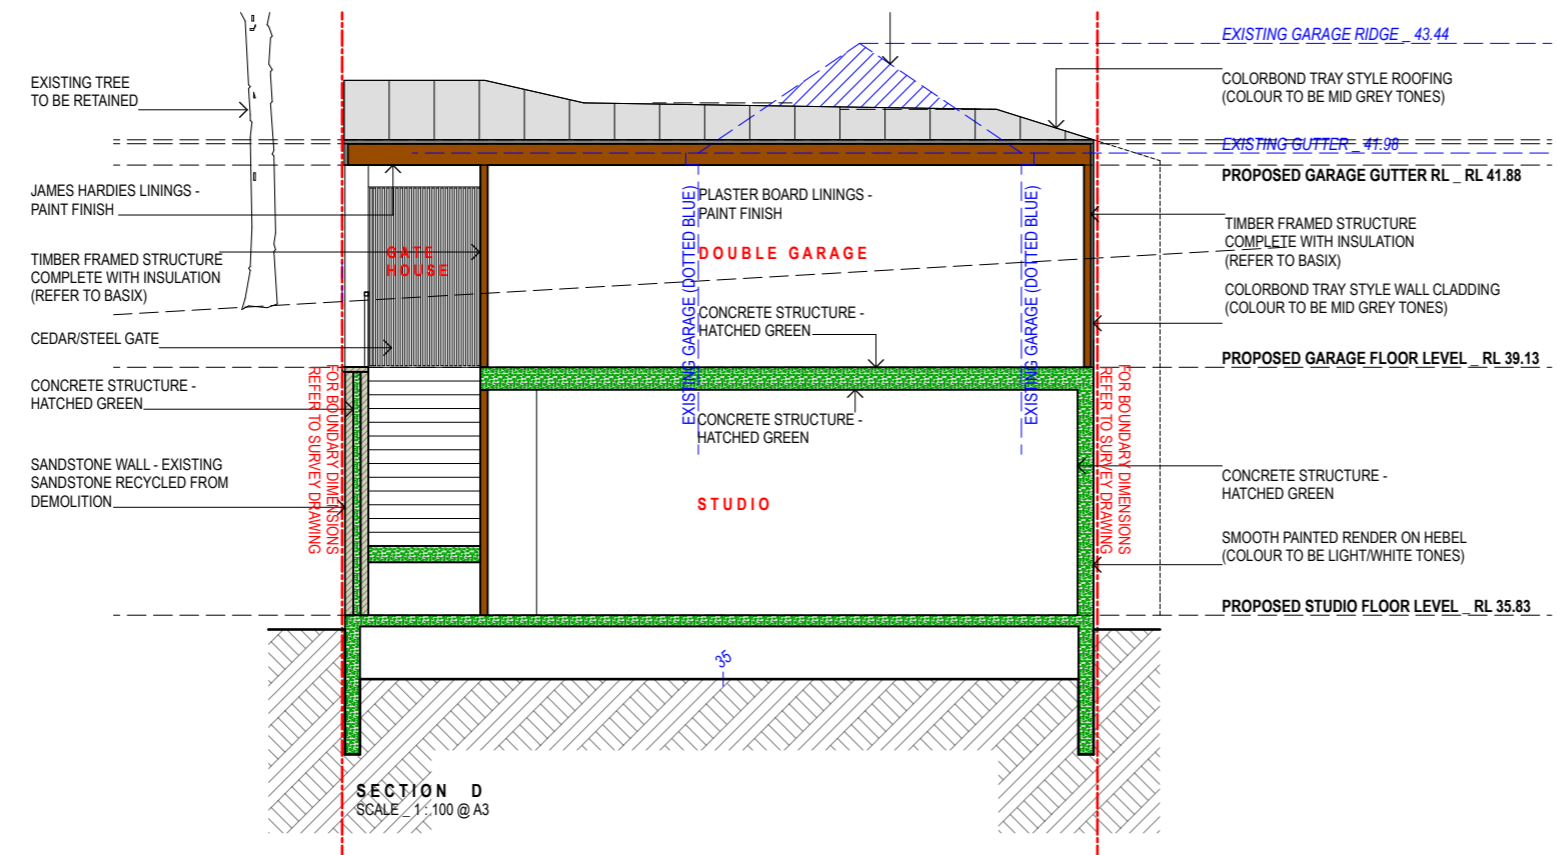 EXISTING TREE
TO BE RETAINED
JAMES HARDIES LININGS -
PAINT FINISH
TIMBER FRAMED STRUCTURE
COMPLETE WITH INSULATION
(REFER TO BASIX)
CEDAR/STEEL GATE
CONCRETE STRUCTURE -
HATCHED GREEN
SANDSTONE WALL - EXISTING
SANDSTONE RECYCLED FROM
DEMOLITION
FOR BOUNDARY DIMENSIONS
REFER TO SURVEY DRAWING
GATE
HOUSE
PLASTER BOARD LININGS -
PAINT FINISH
DOUBLE GARAGE
EXISTING GARAGE (DOTTED BLUE)
EXISTING GARAGE (DOTTED BLUE)
CONCRETE STRUCTURE -
HATCHED GREEN
CONCRETE STRUCTURE -
HATCHED GREEN
STUDIO
35
EXISTING GARAGE RIDGE _ 43.44
COLORBOND TRAY STYLE ROOFING
(COLOUR TO BE MID GREY TONES)
EXISTING GUTTER _ 41.98
PROPOSED GARAGE GUTTER RL _ RL 41.88
TIMBER FRAMED STRUCTURE
COMPLETE WITH INSULATION
(REFER TO BASIX)
COLORBOND TRAY STYLE WALL CLADDING
(COLOUR TO BE MID GREY TONES)
PROPOSED GARAGE FLOOR LEVEL _ RL 39.13
FOR BOUNDARY DIMENSIONS
REFER TO SURVEY DRAWING
CONCRETE STRUCTURE -
HATCHED GREEN
SMOOTH PAINTED RENDER ON HEBEL
(COLOUR TO BE LIGHT/WHITE TONES)
PROPOSED STUDIO FLOOR LEVEL _ RL 35.83
SECTION D
SCALE _ 1 : 100 @ A3